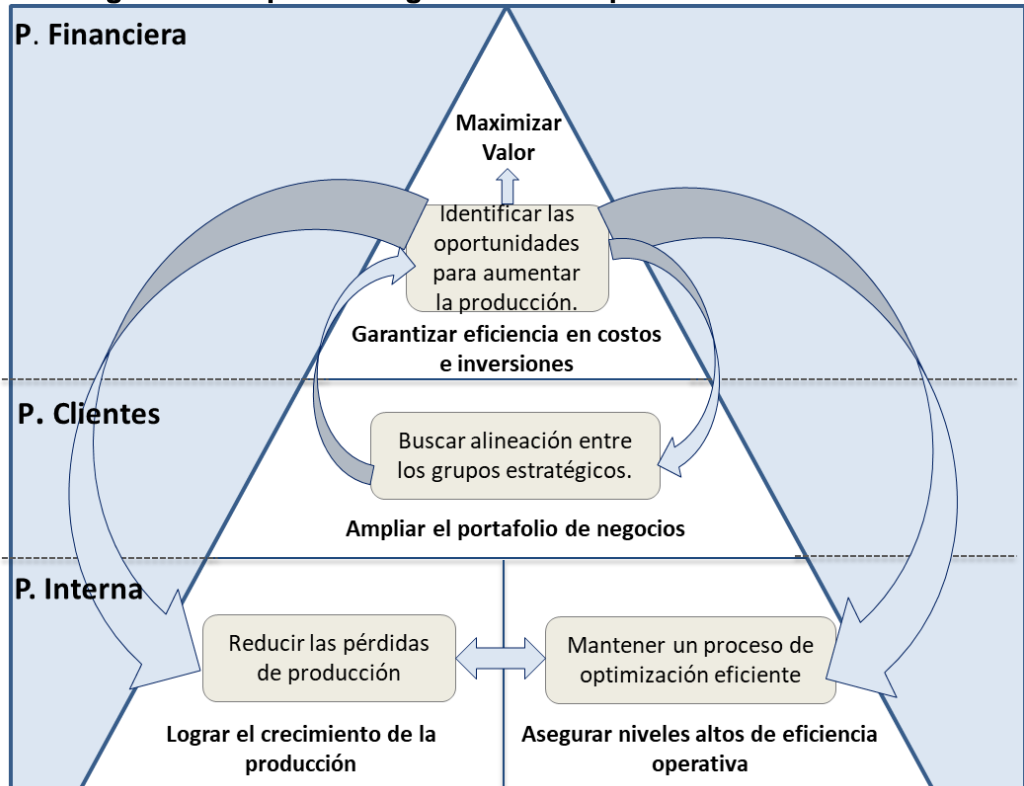 P. Financiera
Maximizar
Valor
Identificar las
oportunidades
para aumentar
la producción.
Garantizar eficiencia en costos
e inversiones
P. Clientes
Buscar alineación entre
los grupos estratégicos.
Ampliar el portafolio de negocios
P. Interna
Reducir las pérdidas
de producción
Mantener un proceso de
optimización eficiente
Lograr el crecimiento de la
producción
Asegurar niveles altos de eficiencia
operativa